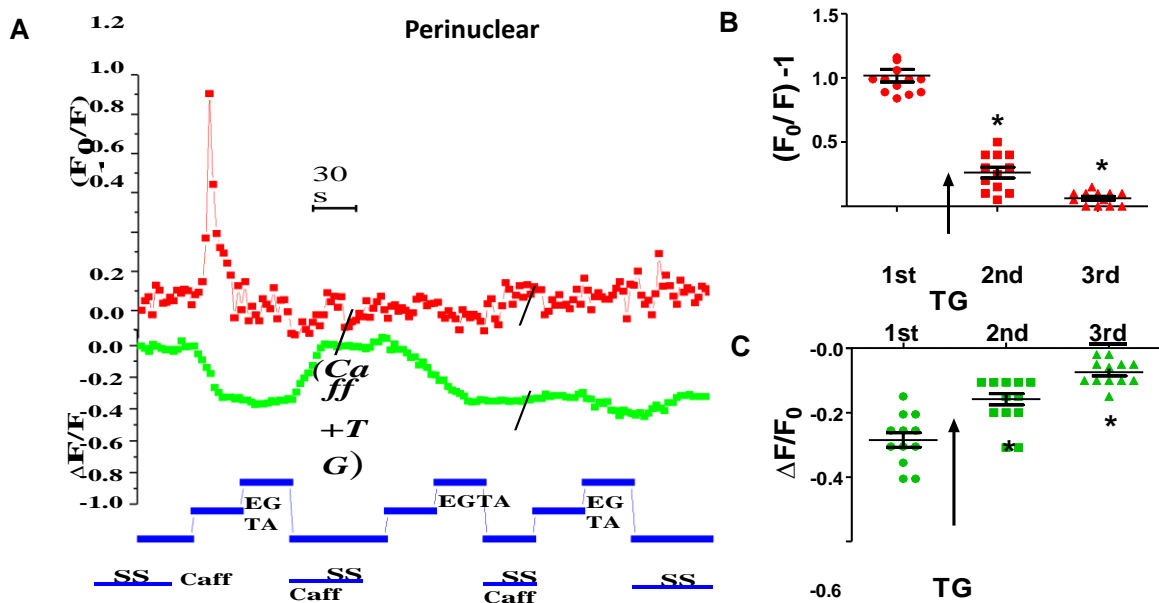 A
Perinuclear
1.2
1.0
0.8
0.6
0.4
0.2
0.0
(F0/F)
-
30
s
0.0
-0.2
-0.4
-0.6
-0.8
-1.0
ΔF/F
(Ca
ff
+T
G)
EG
TA
EGTA
EG
TA
SS
Caff
SS
Caff
SS
Caff
SS
B
(F0/ F) -1
-1.5
1.0
0.5
*
*
1st
2nd
3rd
TG
C
1st
2nd
3rd
ΔF/F0
-0.0
-0.2
-0.4
-0.6
*
*
TG